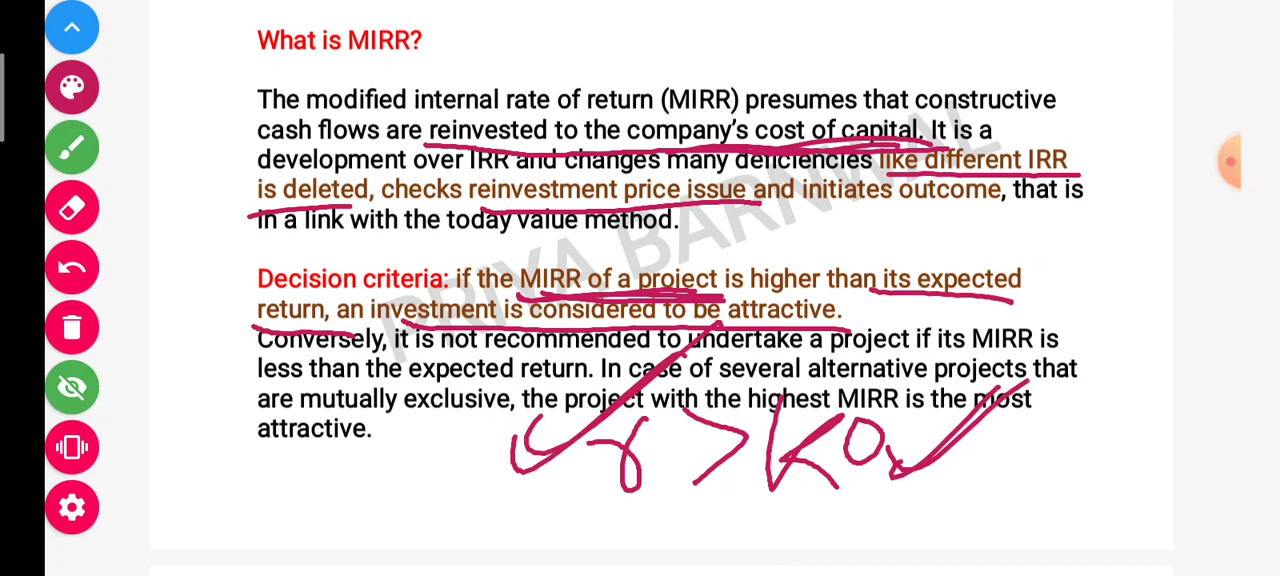 What is MIRR?
The modified internal rate of return (MIRR) presumes that constructive
cash flows are reinvested to the company's cost of capital. It is a
development over IRR and changes many deficiencies like different IRR
is deleted, checks reinvestment price issue and initiates outcome, that is
in a link with the today value method.
Decision criteria: if the MIRR of a project is higher than its expected
return, an investment is considered to be attractive.
Conversely, it is not recommended to undertake a project if its MIRR is
less than the expected return. In case of several alternative projects that
are mutually exclusive, the project with the highest MIRR is the most
attractive.
r > ko
PRIYA BARNWAL